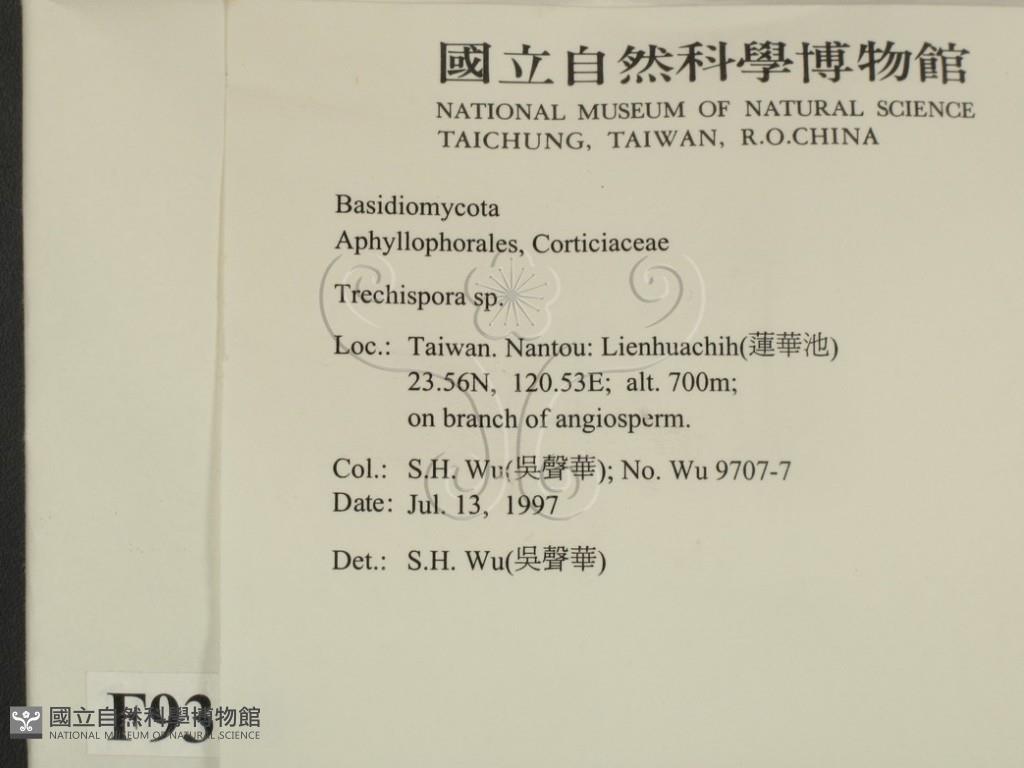 國立自然科學博物館
NATIONAL MUSEUM OF NATURAL SCIENCE
TAICHUNG, TAIWAN, R.O.CHINA
Basidiomycota
Aphyllophorales, Corticiaceae
Trechispora sp.
Loc.: Taiwan. Nantou: Lienhuachih(蓮華池)
23.56N, 120.53E; alt. 700m;
on branch of angiosperm.
Col.: S.H. Wu(吳聲華); No. Wu 9707-7
Date: Jul. 13, 1997
Det.: S.H. Wu(吳聲華)
F93
國立自然科學博物館
NATIONAL MUSEUM OF NATURAL SCIENCE